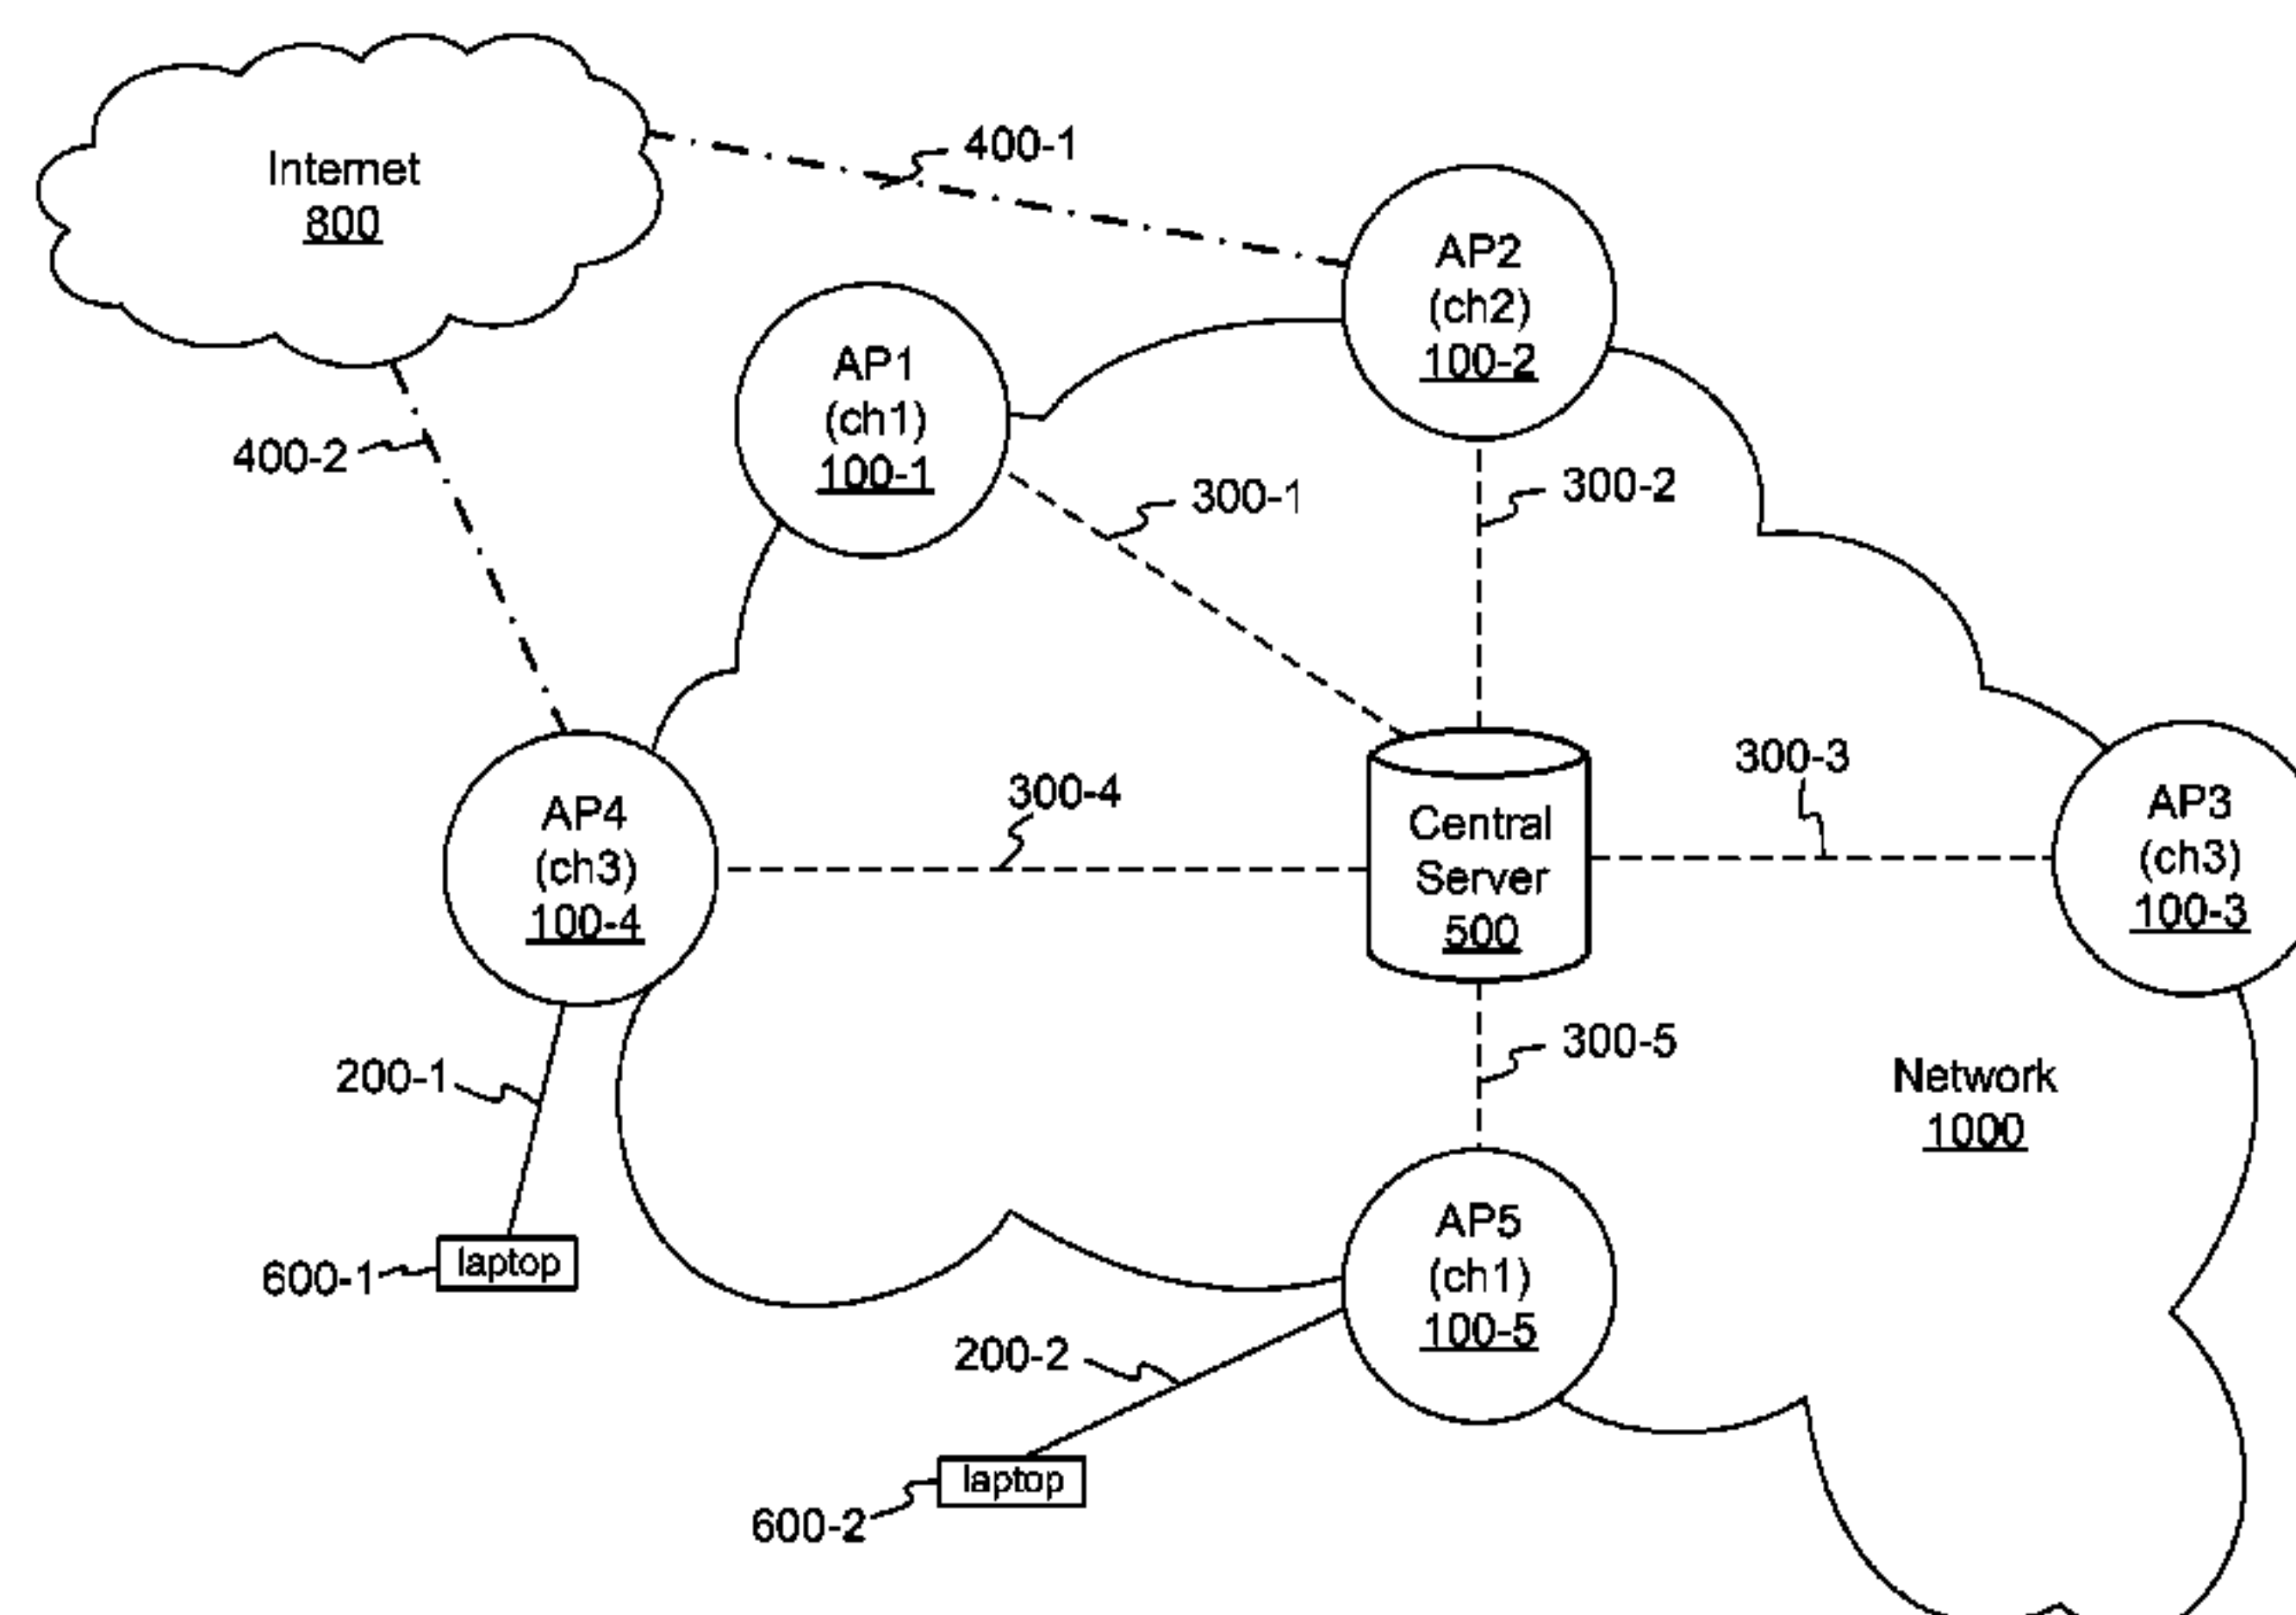 Internet
800
400-1
AP2
(ch2)
100-2
AP1
(ch1)
100-1
400-2
300-1
300-2
300-4
300-3
AP4
(ch3)
100-4
Central
Server
500
AP3
(ch3)
100-3
200-1
300-5
Network
1000
600-1
laptop
AP5
(ch1)
100-5
200-2
laptop
600-2